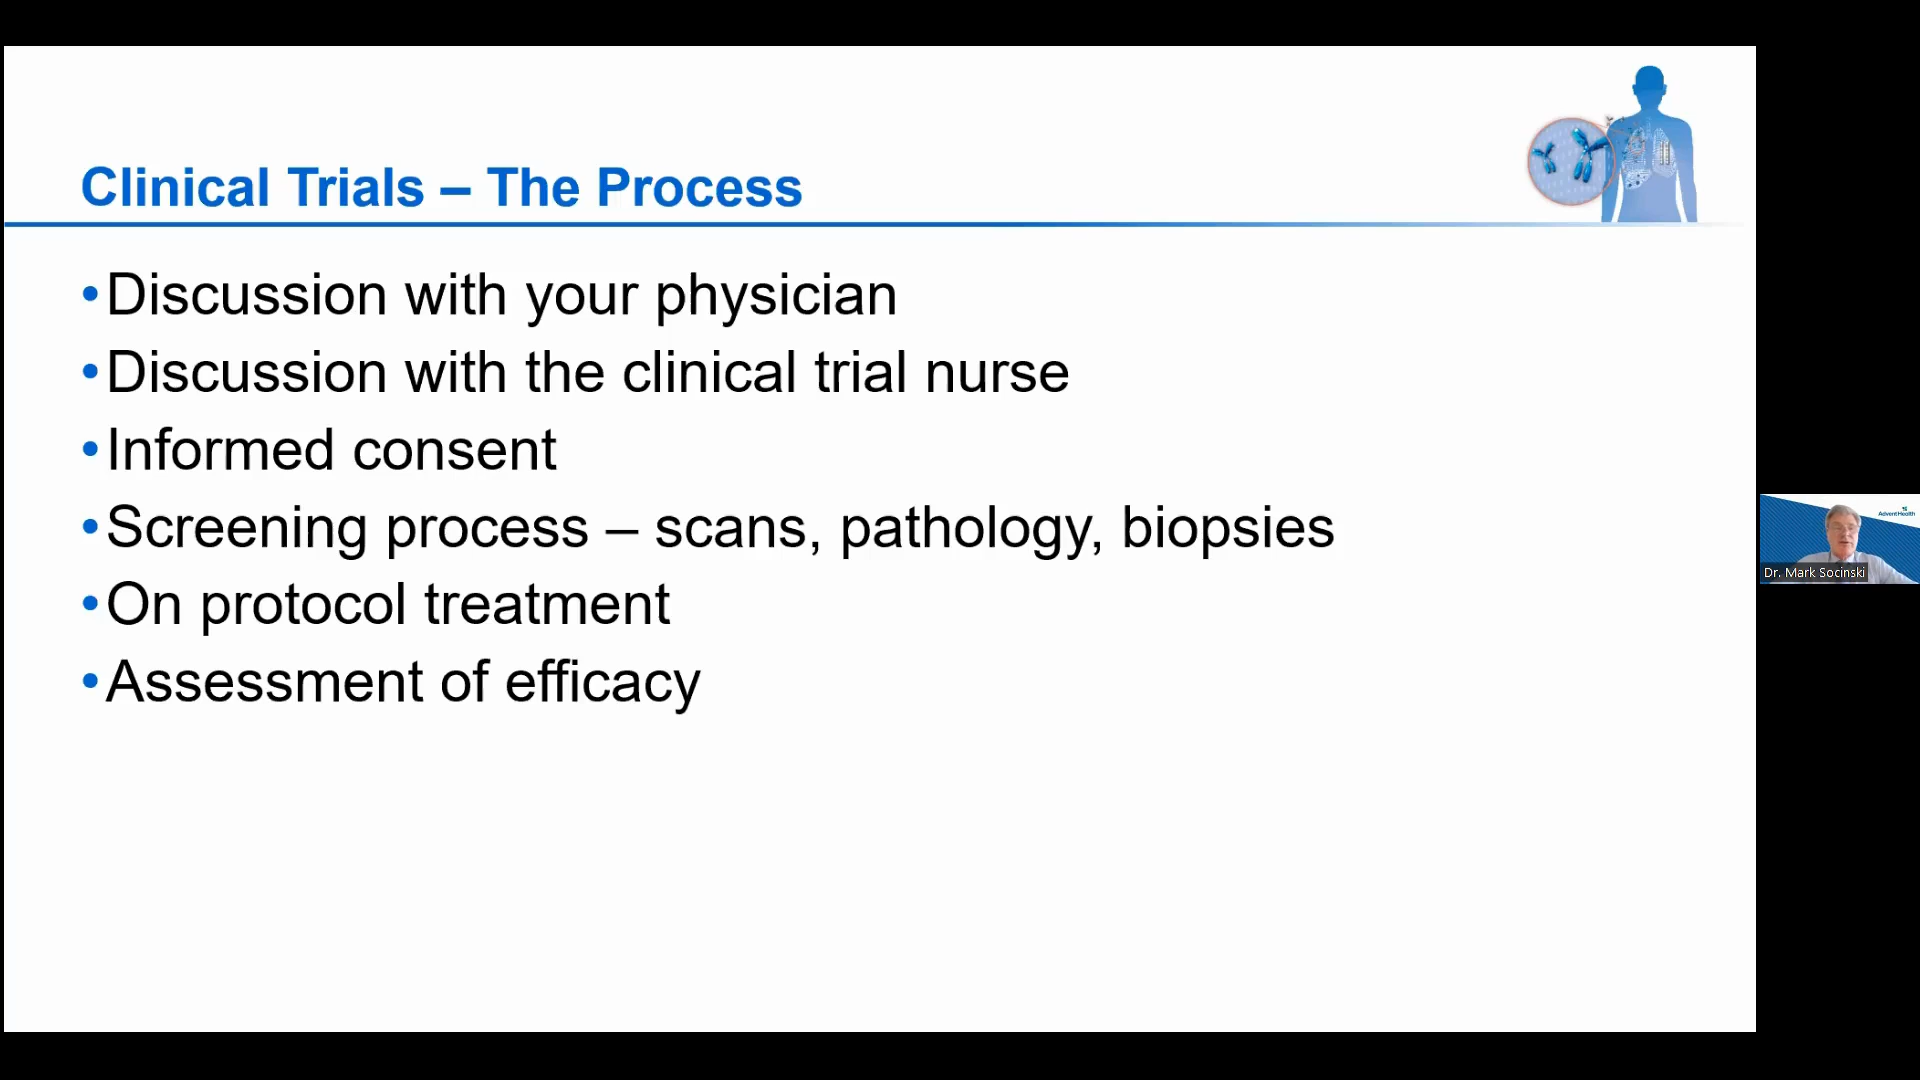 Clinical Trials – The Process
•Discussion with your physician
•Discussion with the clinical trial nurse
•Informed consent
•Screening process – scans, pathology, biopsies
•On protocol treatment
•Assessment of efficacy
AdventHealth
Dr. Mark Socinski